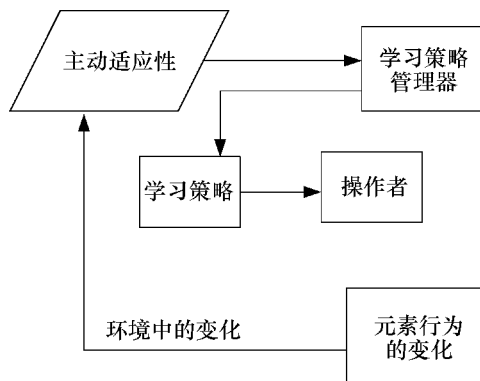 主动适应性
学习策略
管理器
学习策略
操作者
环境中的变化
元素行为
的变化